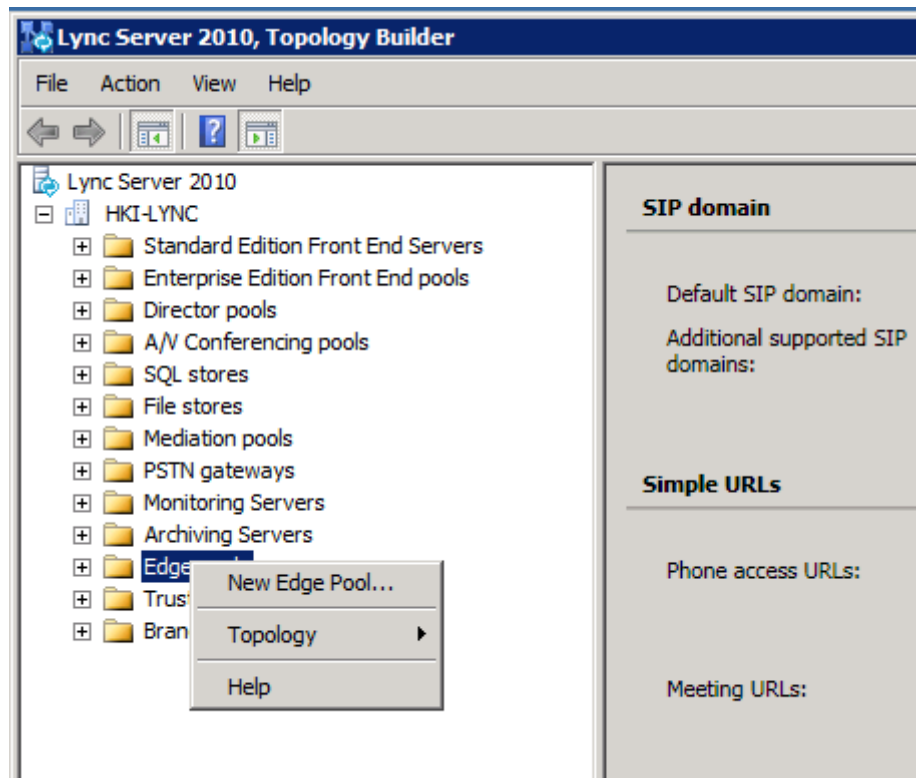 Lync Server 2010, Topology Builder
File Action View Help
Lync Server 2010
HKI-LYNC
Standard Edition Front End Servers
Enterprise Edition Front End pools
Director pools
A/V Conferencing pools
SQL stores
File stores
Mediation pools
PSTN gateways
Monitoring Servers
Archiving Servers
Edge
Trus
Bran
New Edge Pool...
Topology
Help
SIP domain
Default SIP domain:
Additional supported SIP
domains:
Simple URLs
Phone access URLs:
Meeting URLs: